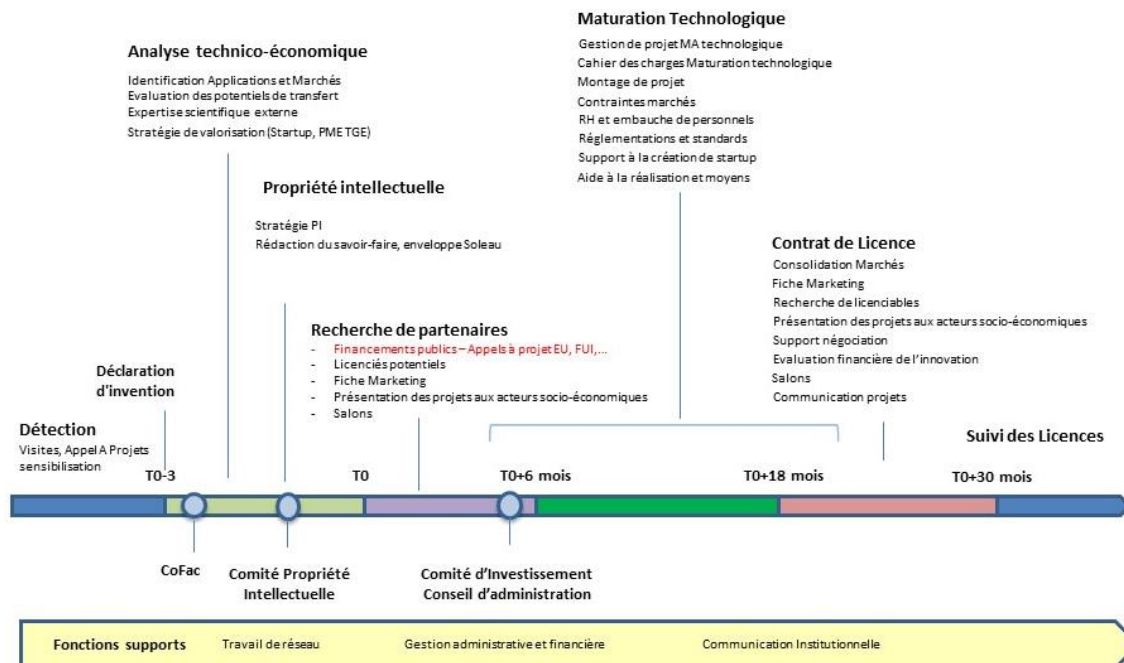 Maturation Technologique
Gestion de projet MA technologique
Cahier des charges Maturation technologique
Montage de projet
Contraintes marchés
RH et embauche de personnels
Réglementations et standards
Support à la création de startup
Aide à la réalisation et moyens
Analyse technico-économique
Identification Applications et Marchés
Evaluation des potentiels de transfert
Expertise scientifique externe
Stratégie de valorisation (Startup, PME TGE)
Propriété intellectuelle
Stratégie PI
Rédaction du savoir-faire, enveloppe Soleau
Contrat de Licence
Consolidation Marchés
Fiche Marketing
Recherche de licenciables
Présentation des projets aux acteurs socio-économiques
Support négociation
Evaluation financière de l'innovation
Salons
Communication projets
Recherche de partenaires
- Financements publics – Appels à projet EU, FUI,...
- Licenciés potentiels
- Fiche Marketing
- Présentation des projets aux acteurs socio-économiques
- Salons
Déclaration
d'invention
Détection
Visites, Appel A Projets
sensibilisation
Suivi des Licences
T0-3
T0
T0+6 mois
T0+18 mois
T0+30 mois
CoFac
Comité Propriété
Intellectuelle
Comité d'Investissement
Conseil d'administration
Fonctions supports
Travail de réseau
Gestion administrative et financière
Communication Institutionnelle